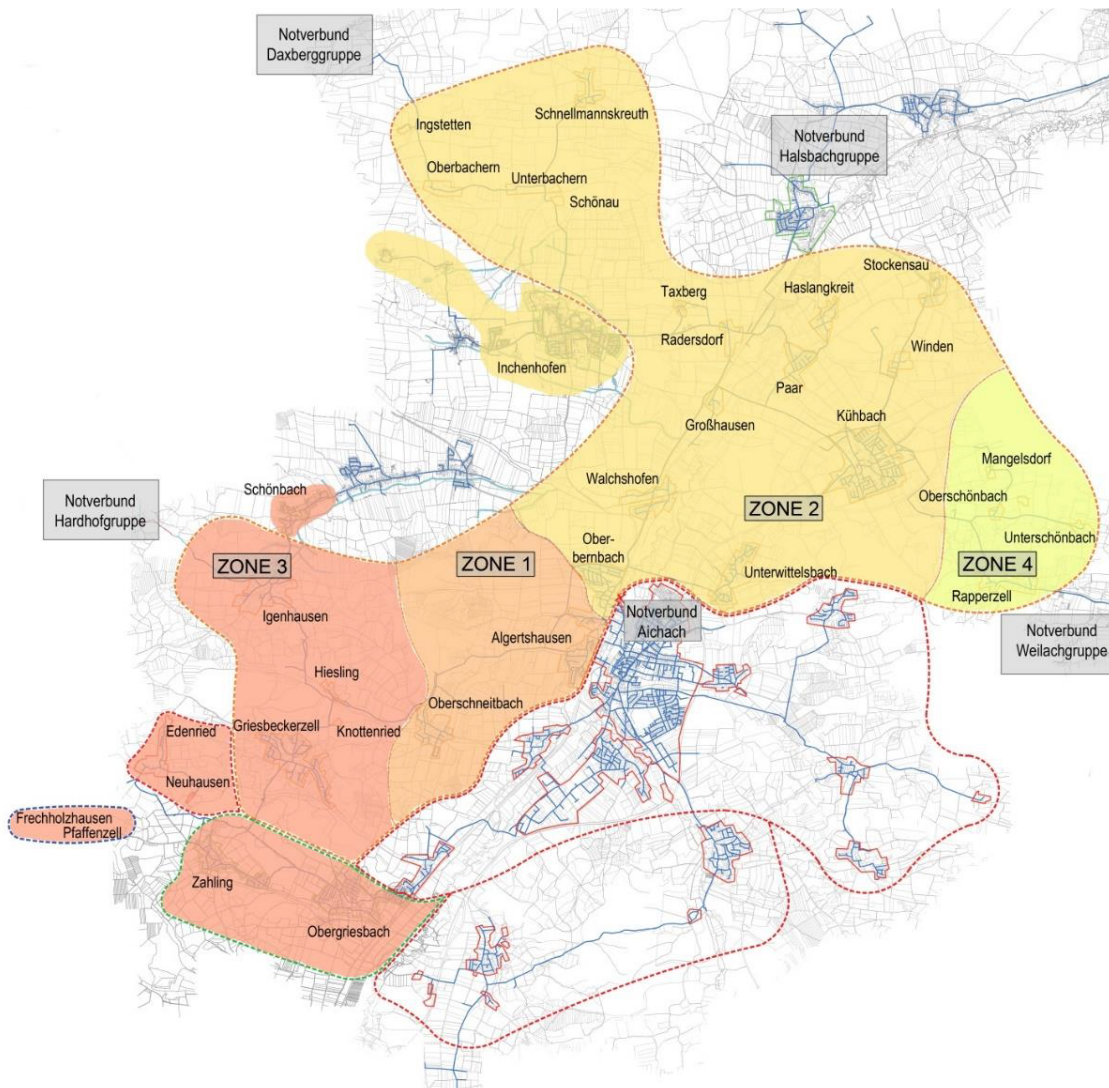 Notverbund
Daxberggruppe
Schnellmannskreuth
Ingstetten
Notverbund
Halsbachgruppe
Oberbachern
Unterbachern
Schönau
Stockensau
Taxberg
Haslangkreit
Radersdorf
Winden
Inchenhofen
Paar
Kühbach
Großhausen
Mangelsdorf
Schönbach
Walchshofen
Oberschönbach
Notverbund
Hardhofgruppe
ZONE 2
Unterschönbach
Ober-
bernbach
ZONE 3
ZONE 1
ZONE 4
Unterwittelsbach
Rapperzell
Igenhausen
Notverbund
Aichach
Algertshausen
Notverbund
Weilachgruppe
Hiesling
Oberschneitbach
Edenried
Griesbeckerzell
Knottenried
Neuhausen
Frechholzhausen
Pfaffenzell
Zahling
Obergriesbach